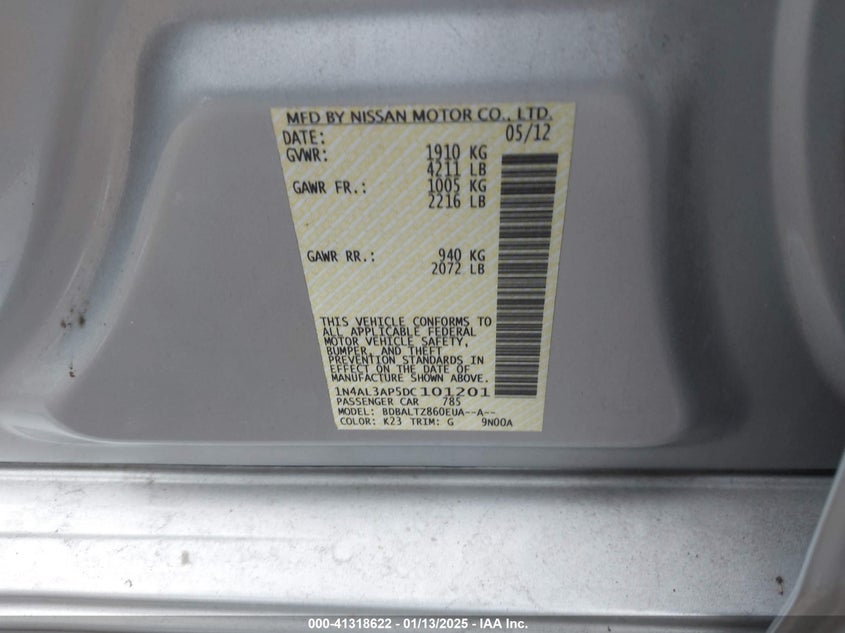 MFD BY NISSAN MOTOR CO., LTD.
DATE: 05/12
GVWR: 1910 KG
4211 LB
GAWR FR.: 1005 KG
2216 LB
GAWR RR.: 940 KG
2072 LB
THIS VEHICLE CONFORMS TO
ALL APPLICABLE FEDERAL
MOTOR VEHICLE SAFETY,
BUMPER, AND THEFT
PREVENTION STANDARDS IN
EFFECT ON THE DATE OF
MANUFACTURE SHOWN ABOVE.
1N4AL3AP5DC101201
PASSENGER CAR 785
MODEL: BDBALTZ860EUA--A--
COLOR: K23 TRIM: G 9N00A
000-41318622 - 01/13/2025 - IAA Inc.